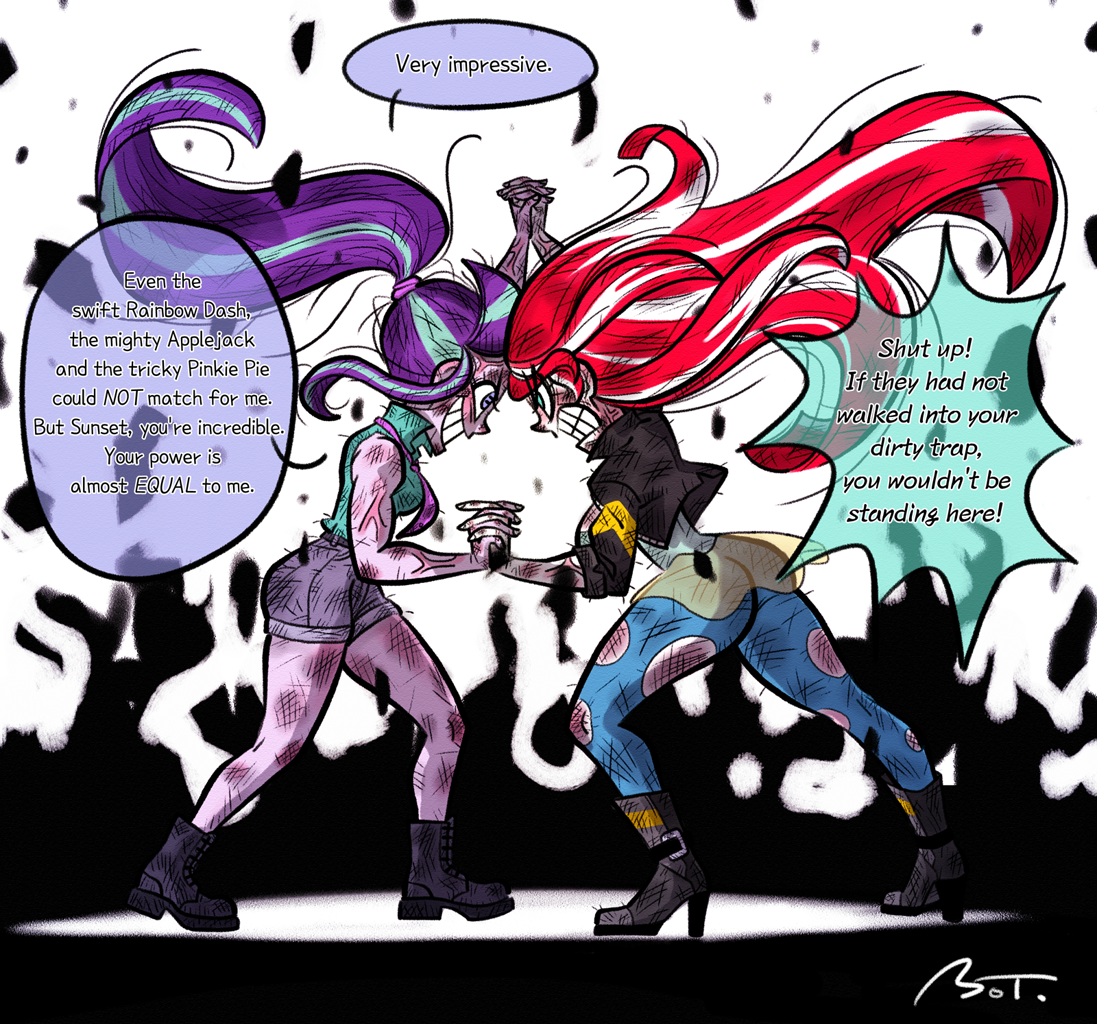 Very impressive.
Even the
swift Rainbow Dash,
the mighty Applejack
and the tricky Pinkie Pie
could NOT match for me.
But Sunset, you're incredible.
Your power is
almost EQUAL to me.
Shut up!
If they had not
walked into your
dirty trap,
you wouldn't be
standing here!
BOT.